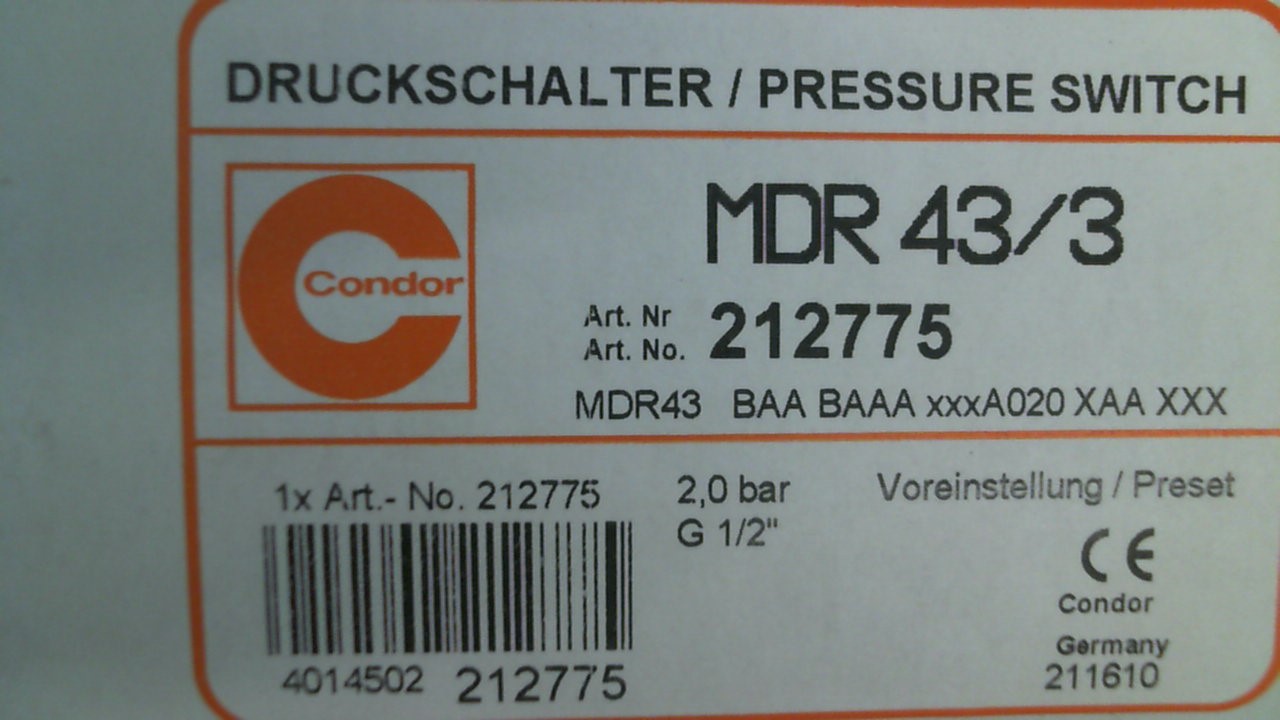 DRUCKSCHALTER / PRESSURE SWITCH
Condor
MDR 43/3
Art. Nr
Art. No. 212775
MDR43 BAA BAAA xxxA020 XAA XXX
1x Art.- No. 212775
2,0 bar
G 1/2"
Voreinstellung / Preset
CE
Condor
Germany
211610
4014502 212775